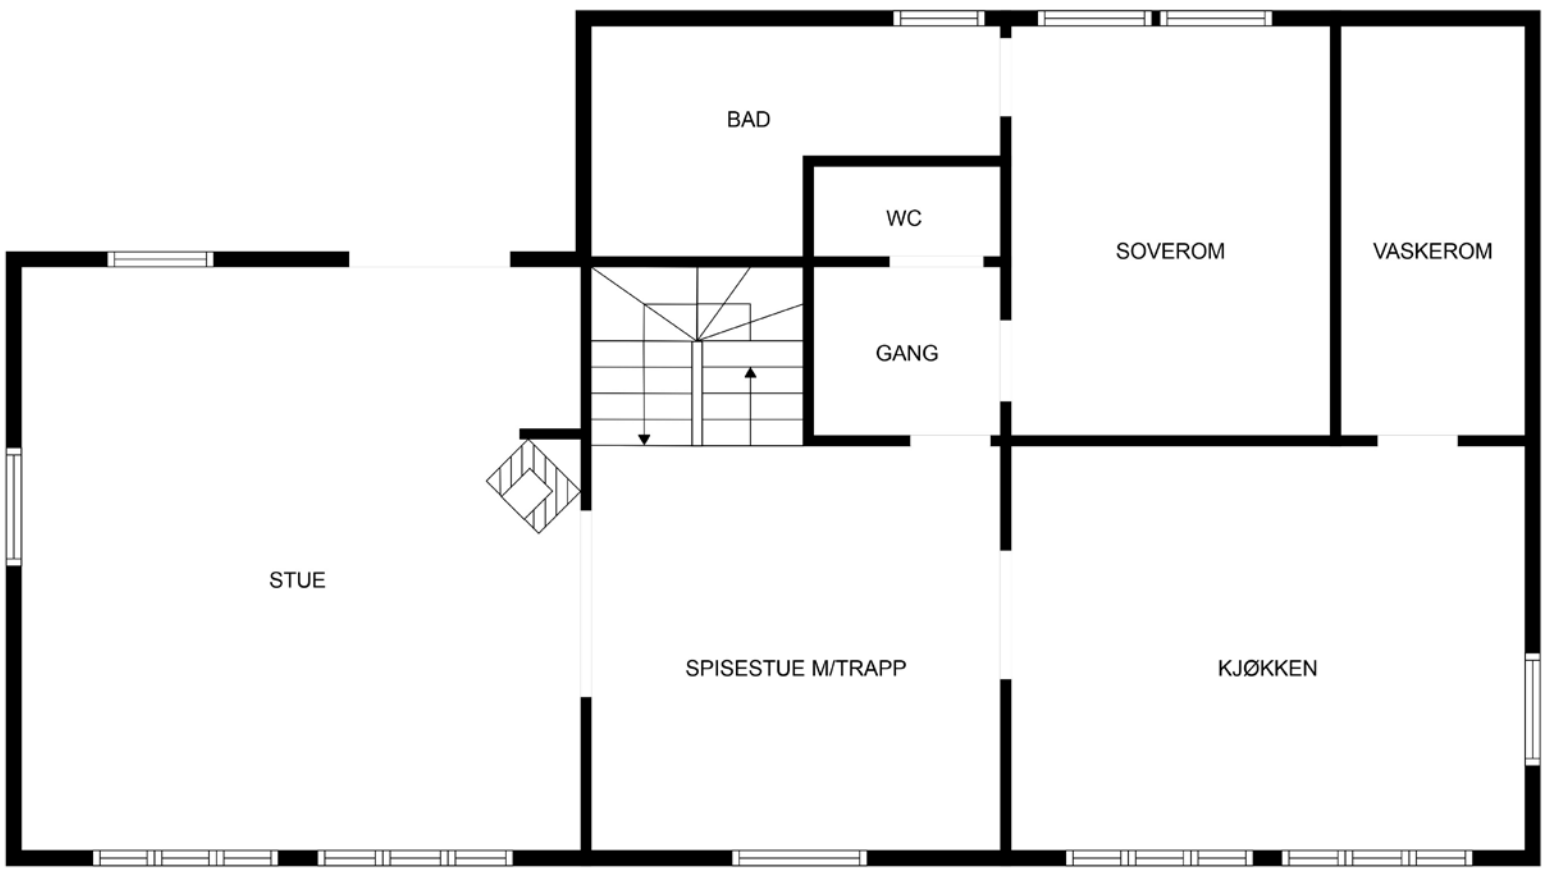 BAD
WC
SOVEROM
VASKEROM
GANG
STUE
SPISESTUE M/TRAPP
KJØKKEN